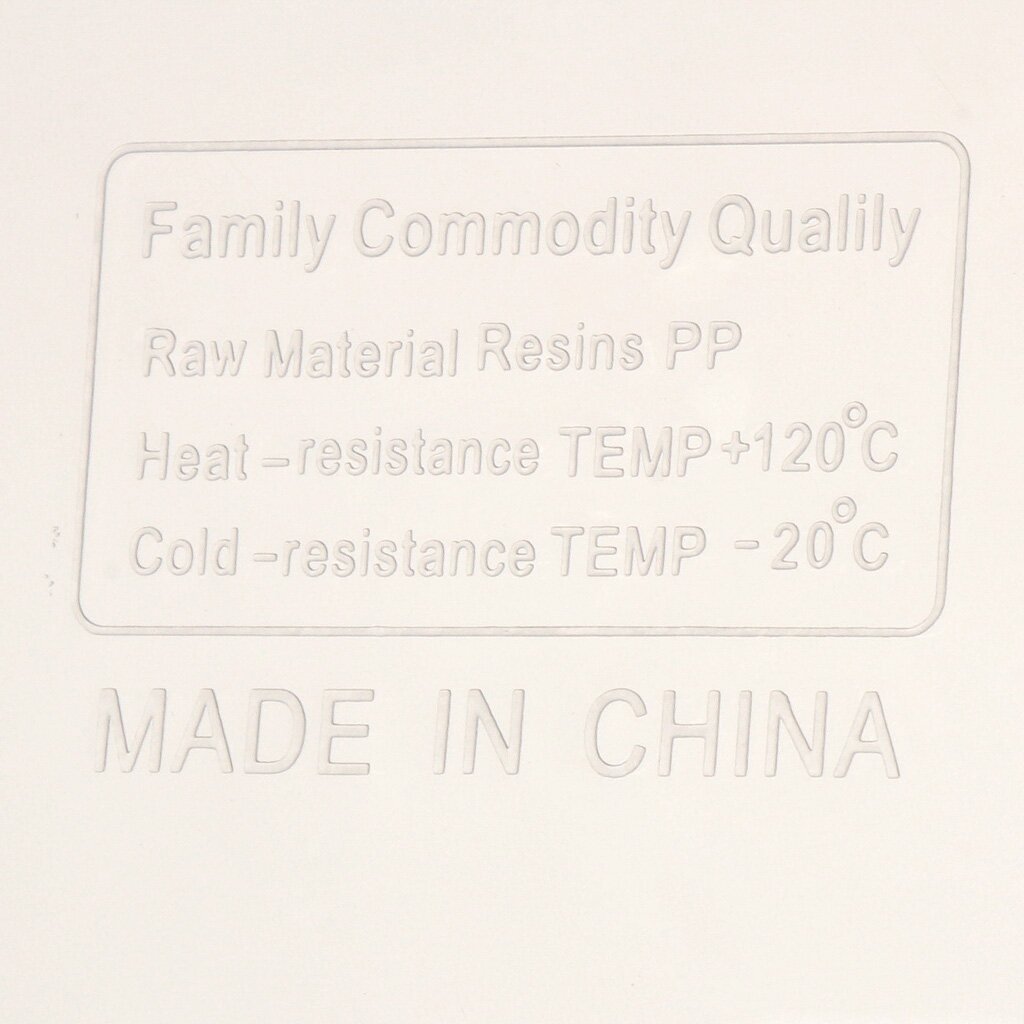 Family Commodity Qualily
Raw Material Resins PP
Heat -resistance TEMP+120°C
Cold -resistance TEMP -20°C
MADE IN CHINA